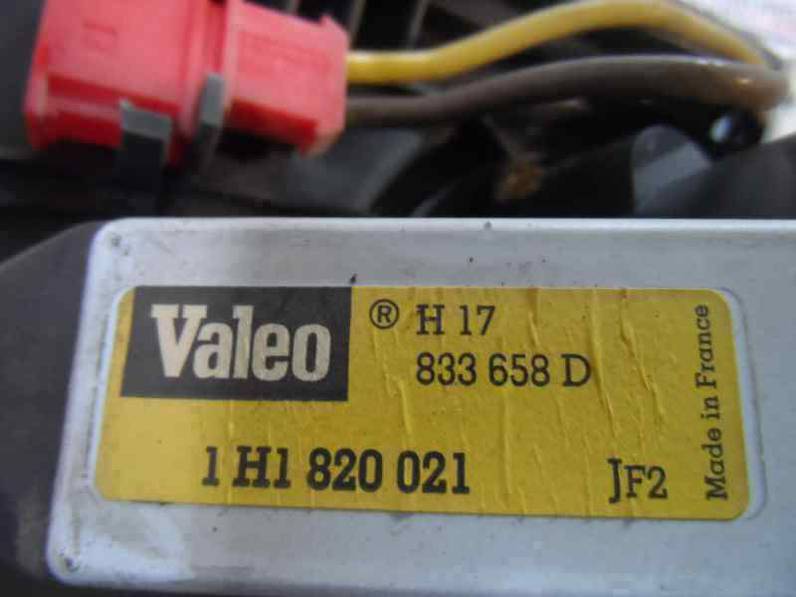 Valeo ® H 17
833 658 D
1 H1 820 021 JF2
Made in France